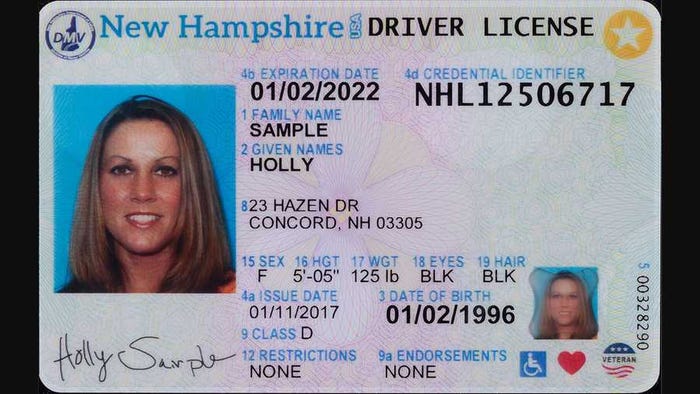 DMV New Hampshire USA DRIVER LICENSE
4b EXPIRATION DATE 4d CREDENTIAL IDENTIFIER
01/02/2022 NHL12506717
1 FAMILY NAME
SAMPLE
2 GIVEN NAMES
HOLLY
823 HAZEN DR
CONCORD, NH 03305
15 SEX 16 HGT 17 WGT 18 EYES 19 HAIR
F 5'-05" 125 lb BLK BLK
4a ISSUE DATE 3 DATE OF BIRTH
01/11/2017 01/02/1996
9 CLASS D
12 RESTRICTIONS 9a ENDORSEMENTS
NONE NONE
Holly Sample
VETERAN
5 00328290